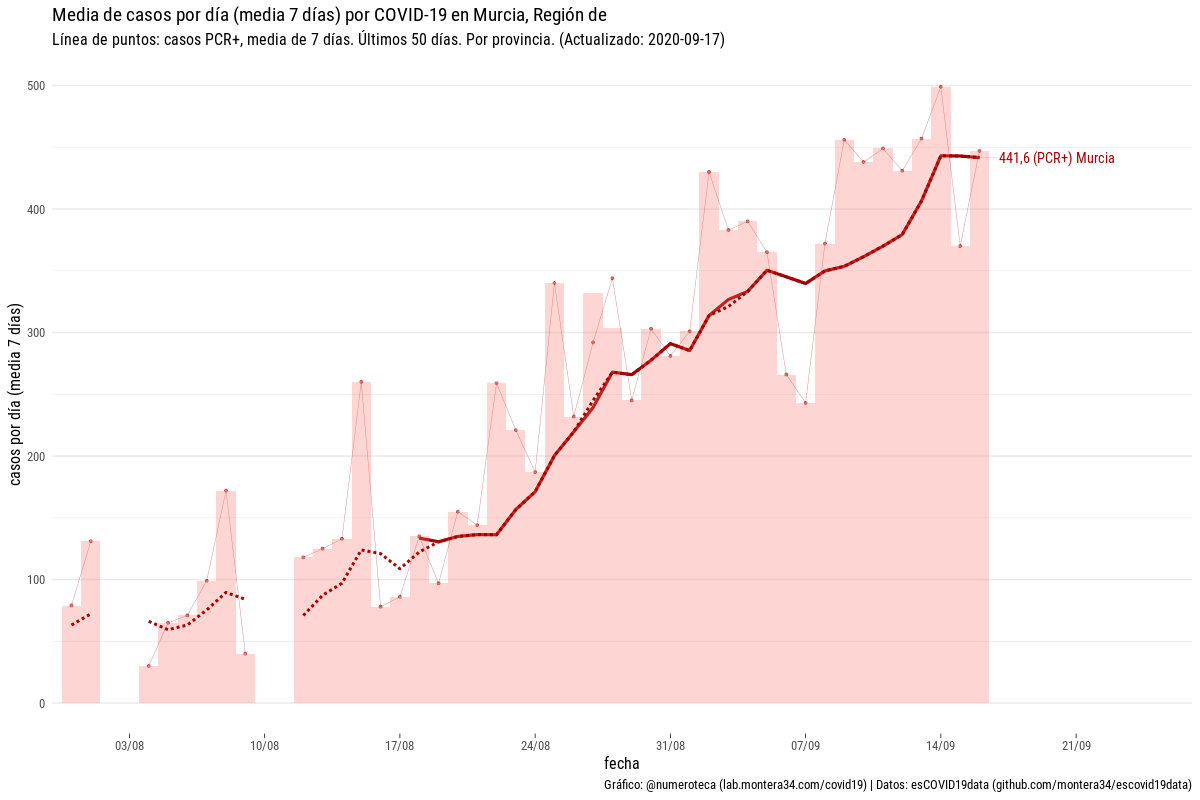 Media de casos por día (media 7 días) por COVID-19 en Murcia, Región de
Línea de puntos: casos PCR+, media de 7 días. Últimos 50 días. Por provincia. (Actualizado: 2020-09-17)
casos por día (media 7 días)
500
400
300
200
100
0
441,6 (PCR+) Murcia
03/08
10/08
17/08
24/08
31/08
07/09
14/09
21/09
fecha
Gráfico: @numeroteca (lab.montera34.com/covid19) | Datos: esCOVID19data (github.com/montera34/escovid19data)